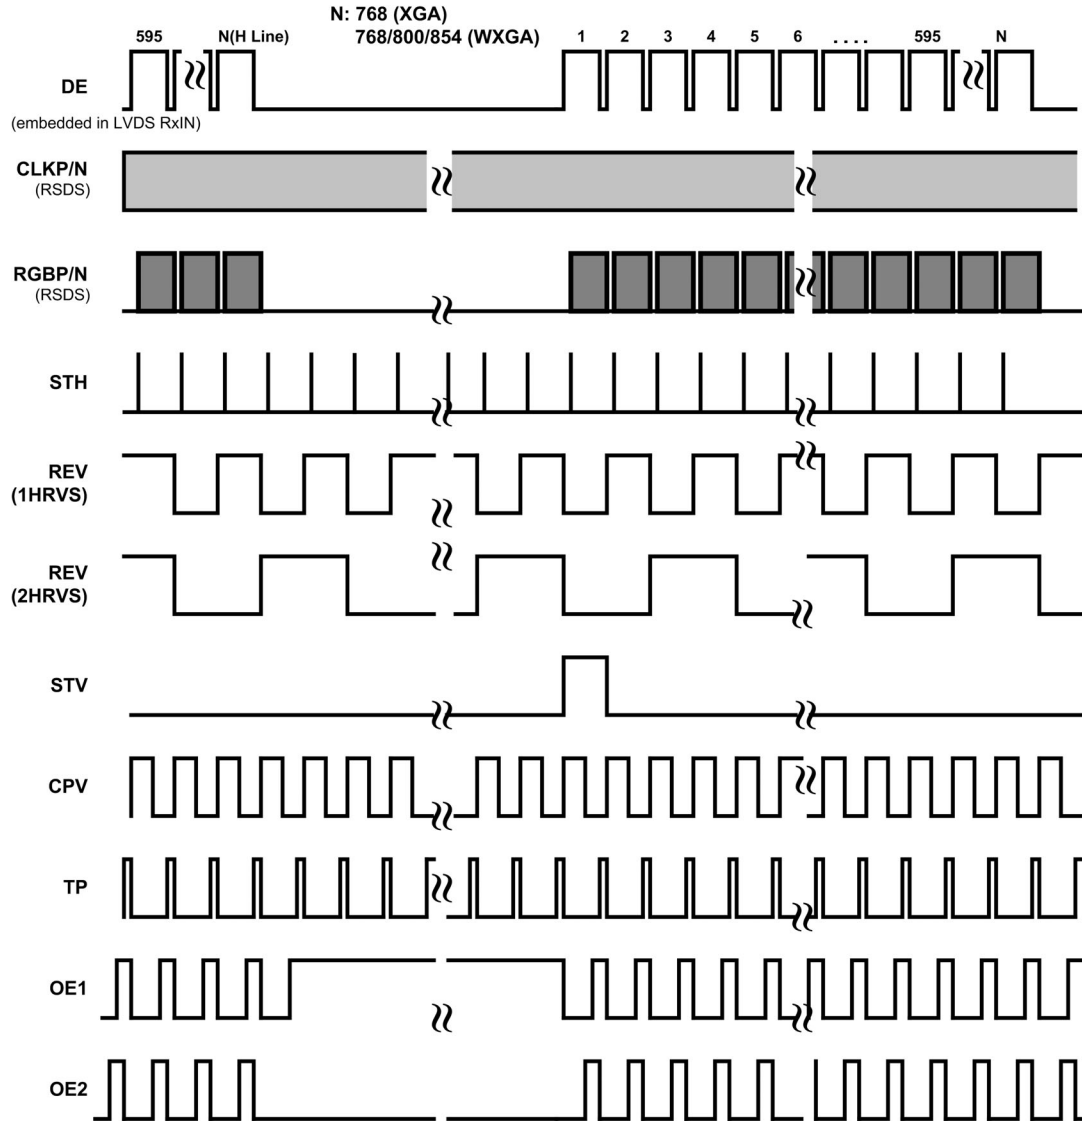 N: 768 (XGA)
768/800/854 (WXGA)
595 N(H Line) 1 2 3 4 5 6 .... 595 N
DE
(embedded in LVDS RxIN)
CLKP/N
(RSDS)
RGBP/N
(RSDS)
STH
REV
(1HRVS)
REV
(2HRVS)
STV
CPV
TP
OE1
OE2